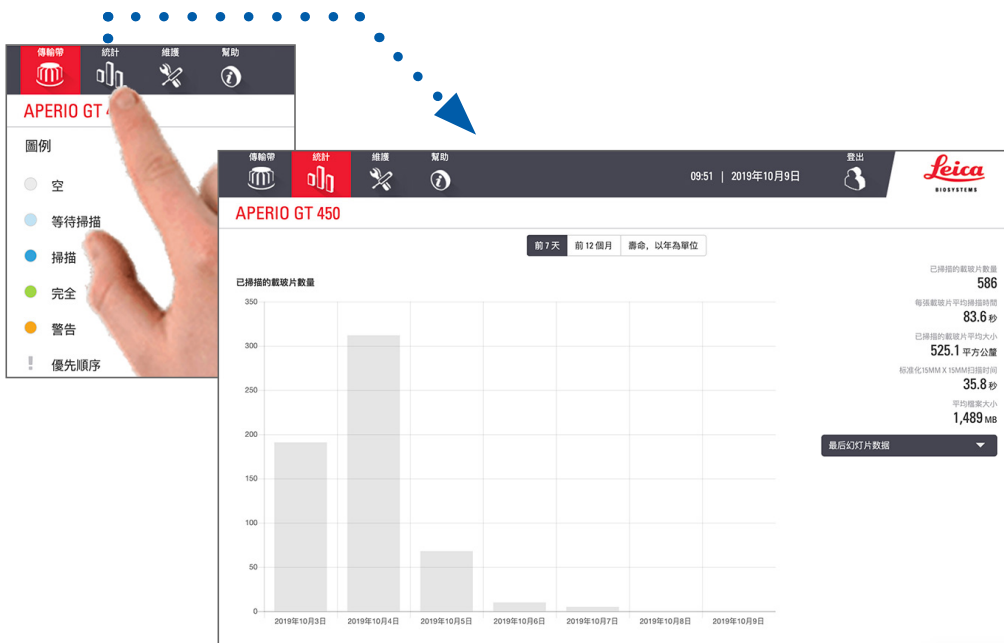 傳輸帶 統計 維護 幫助
APERIO GT 4
圖例
空
等待掃描
掃描
完全
警告
優先順序
傳輸帶 統計 維護 幫助 09:51 | 2019年10月9日 登出 Leica
BIOSYSTEMS
APERIO GT 450
前7天 前12個月 壽命，以年為單位
已掃描的載玻片數量
350
300
250
200
150
100
50
0
2019年10月3日 2019年10月4日 2019年10月5日 2019年10月6日 2019年10月7日 2019年10月8日 2019年10月9日
已掃描的載玻片數量
586
每張載玻片平均掃描時間
83.6 秒
已掃描的載玻片平均大小
525.1 平方公釐
标准化15MM X 15MM扫描时间
35.8 秒
平均檔案大小
1,489 MB
最后幻灯片数据